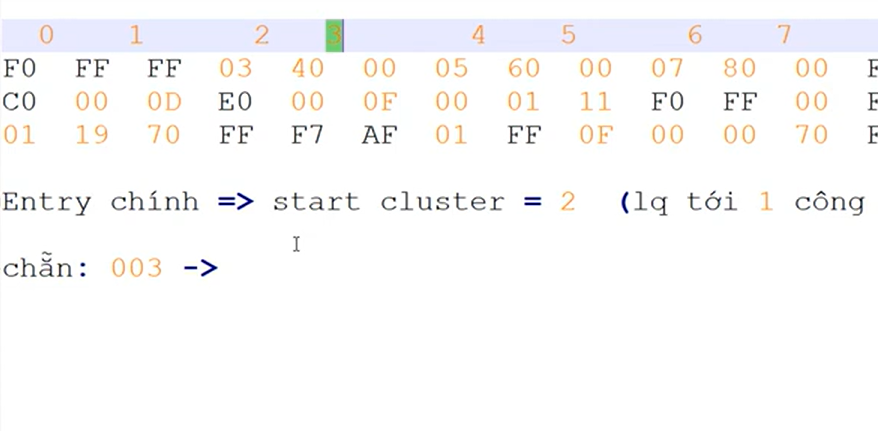 0 1 2 3 4 5 6 7
F0 FF FF 03 40 00 05 60 00 07 80 00
C0 00 0D E0 00 0F 00 01 11 F0 FF 00
01 19 70 FF F7 AF 01 FF 0F 00 00 70
Entry chính => start cluster = 2 (lq tới 1 công
chẵn: 003 ->